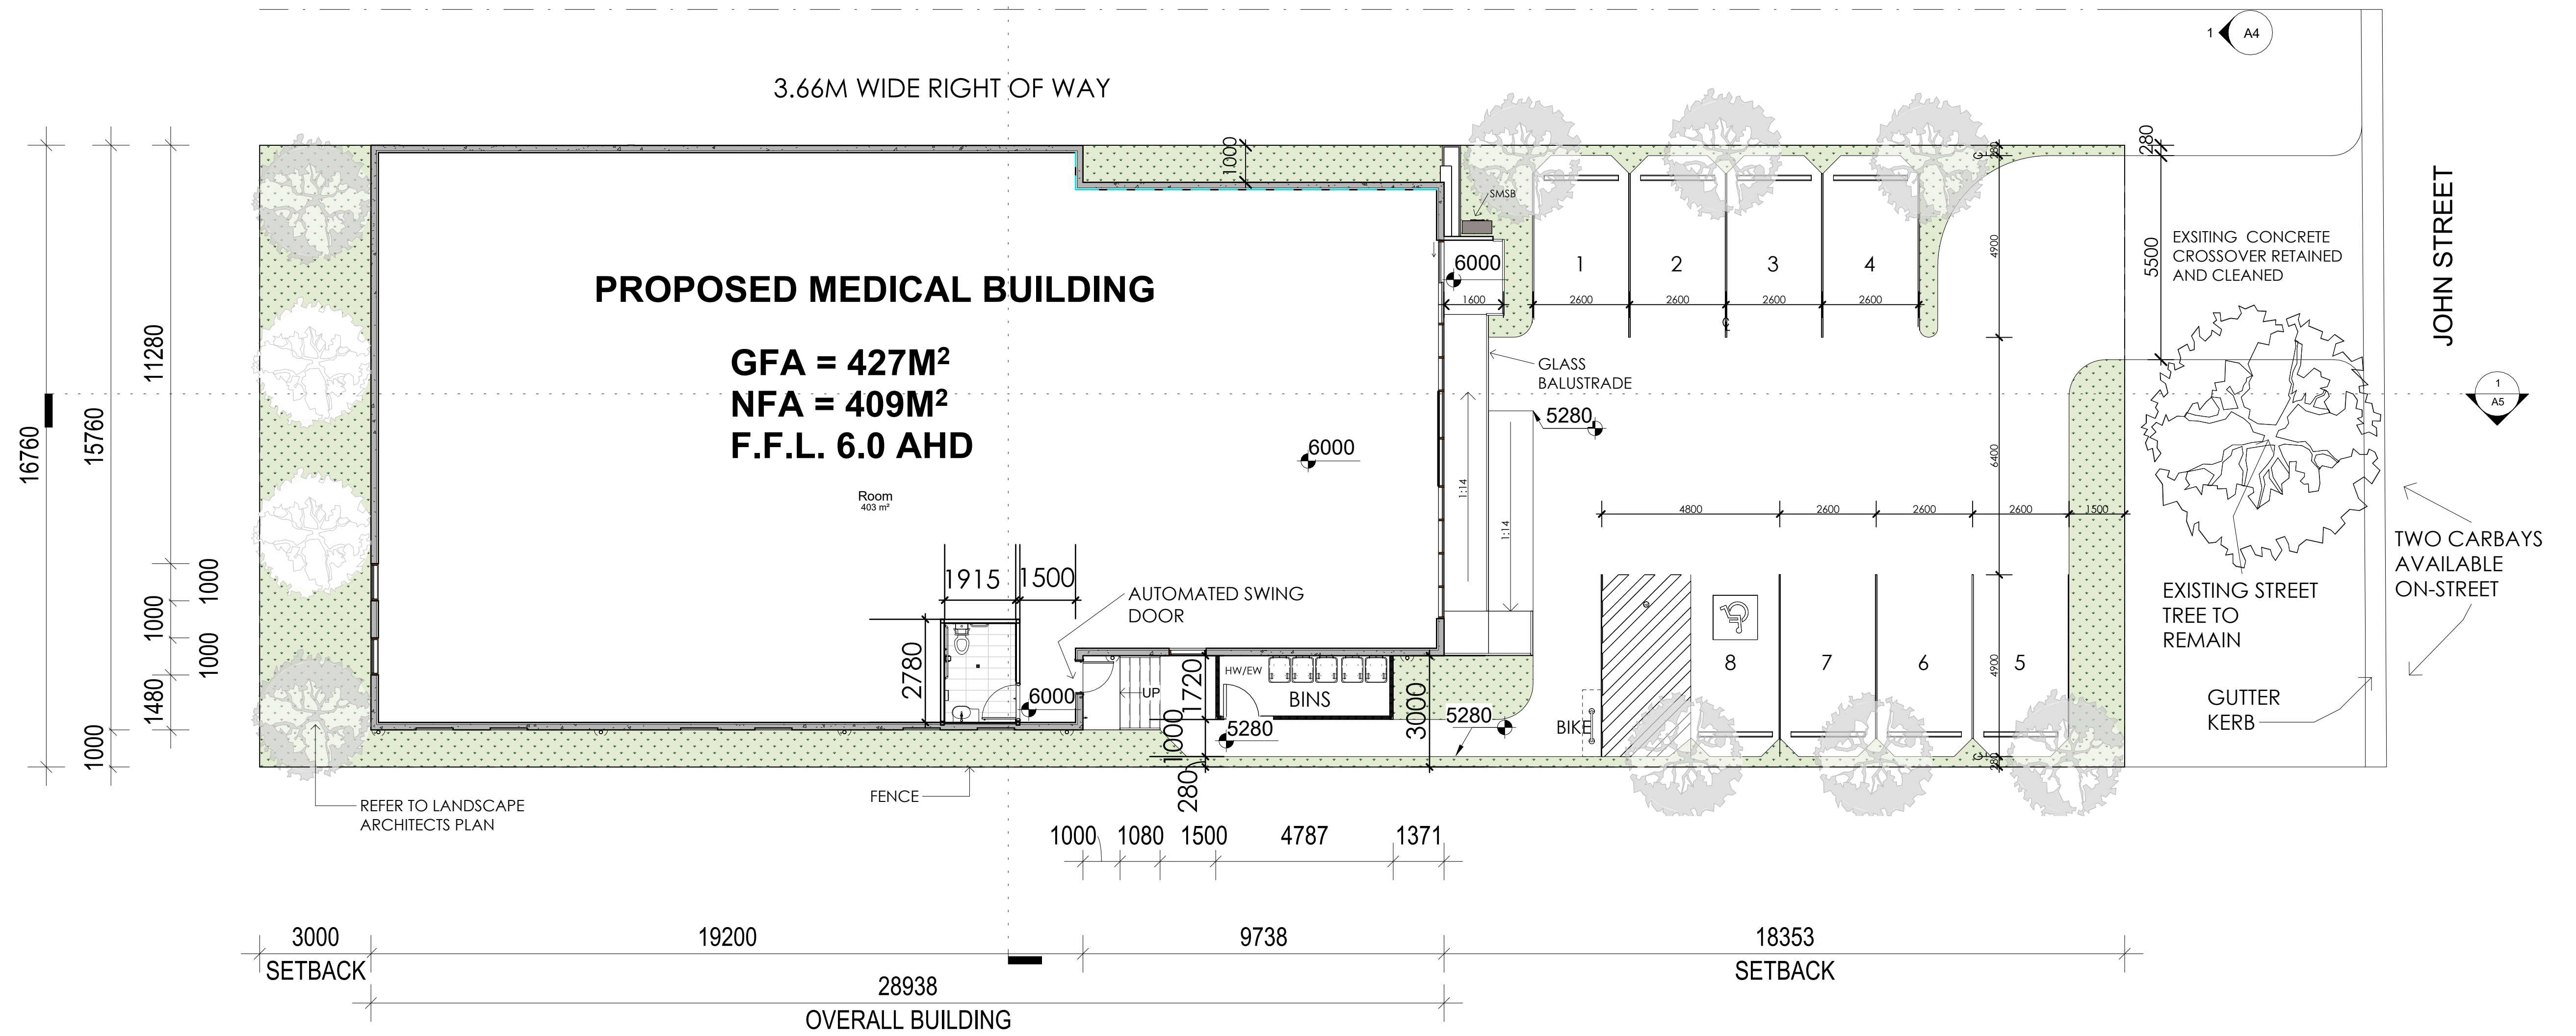 1
A4
3.66M WIDE RIGHT OF WAY
280
1000
280
SMSB
JOHN STREET
EXSITING CONCRETE
CROSSOVER RETAINED
AND CLEANED
5500
4900
1
2
3
4
6000
1600
2600
2600
2600
2600
PROPOSED MEDICAL BUILDING
GFA = 427M²
NFA = 409M²
F.F.L. 6.0 AHD
Room
403 m²
6000
11280
15760
16760
GLASS
BALUSTRADE
5280
1
A5
6400
1:14
1:14
4800
2600
2600
2600
1500
TWO CARBAYS
AVAILABLE
ON-STREET
EXISTING STREET
TREE TO
REMAIN
GUTTER
KERB
1000
1000
1000
1480
1000
1915
1500
AUTOMATED SWING
DOOR
2780
6000
UP
1720
HW/EW
BINS
5280
1000
280
3000
5280
BIKE
8
7
6
5
4900
280
FENCE
REFER TO LANDSCAPE
ARCHITECTS PLAN
1000
1080
1500
4787
1371
3000
19200
9738
18353
SETBACK
SETBACK
28938
OVERALL BUILDING